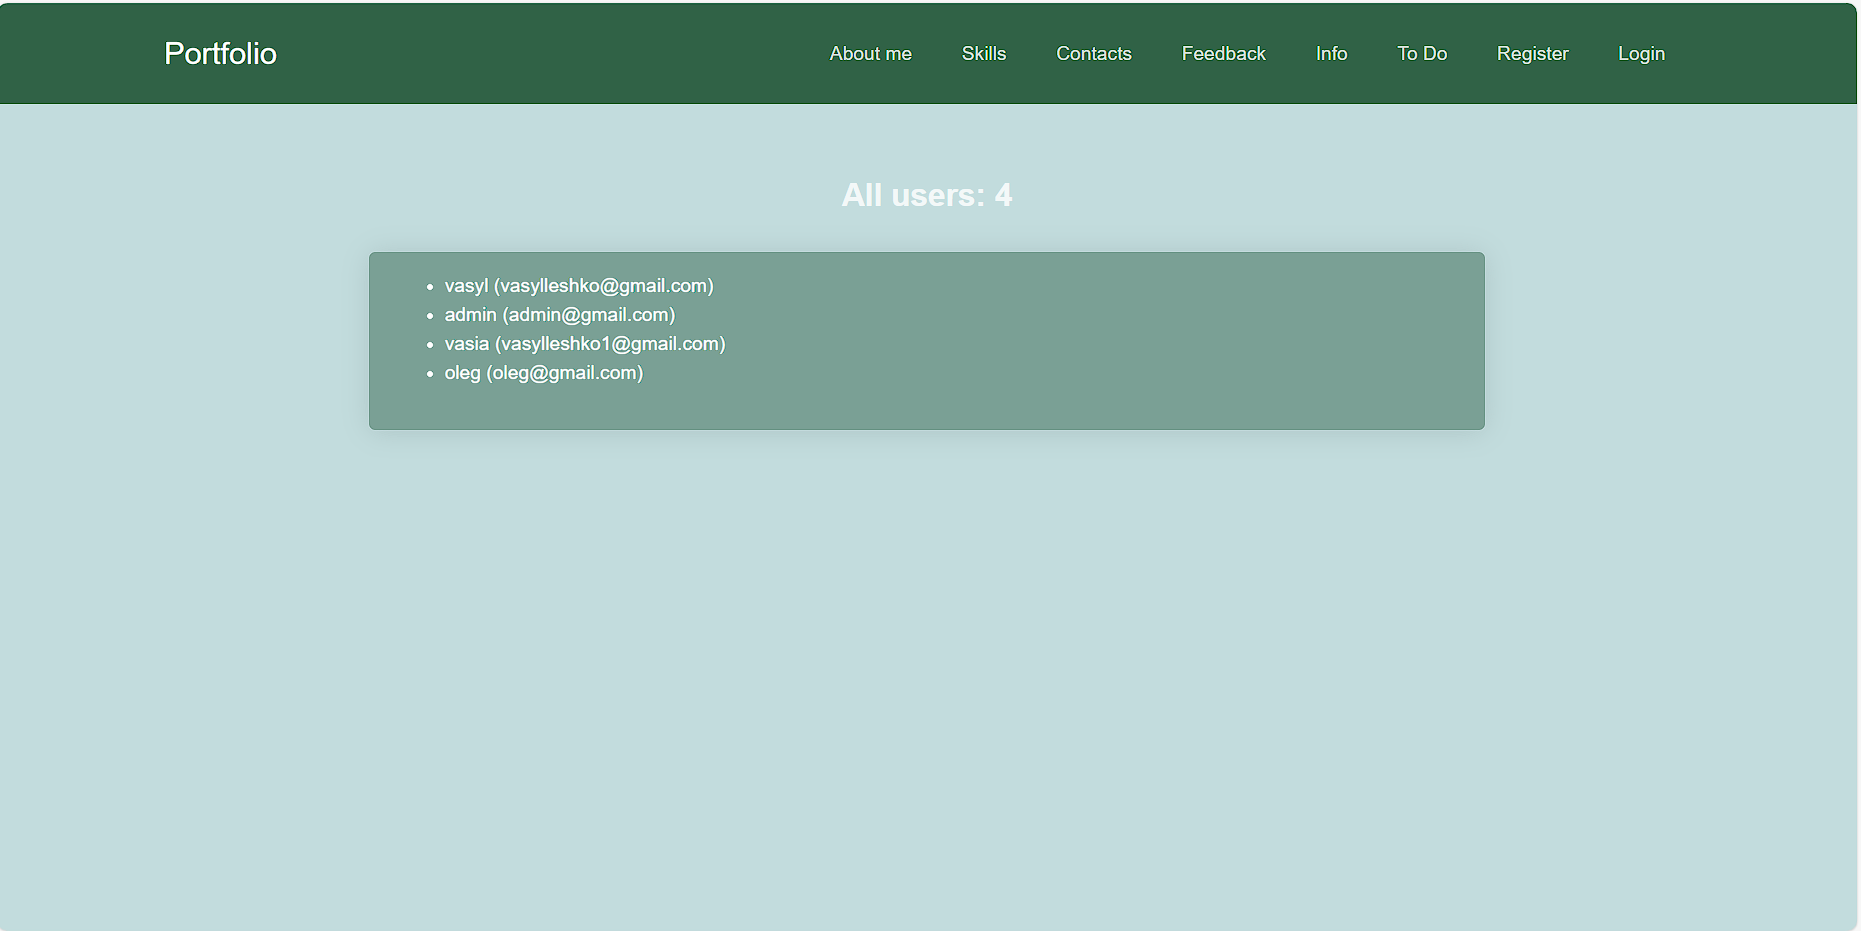 Portfolio About me Skills Contacts Feedback Info To Do Register Login
All users: 4
• vasyl (vasylleshko@gmail.com)
• admin (admin@gmail.com)
• vasia (vasylleshko1@gmail.com)
• oleg (oleg@gmail.com)